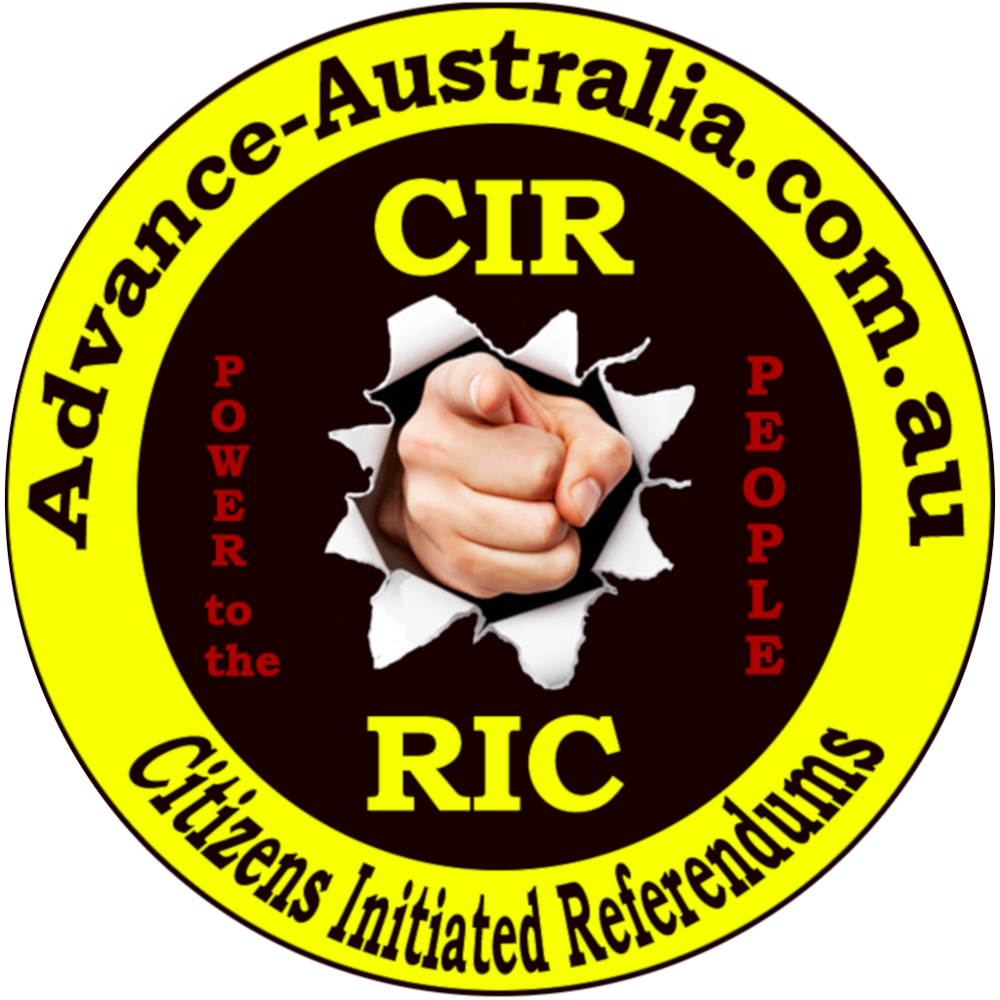 Advance-Australia.com.au
CIR
POWER
to
the
PEOPLE
RIC
Citizens Initiated Referendums